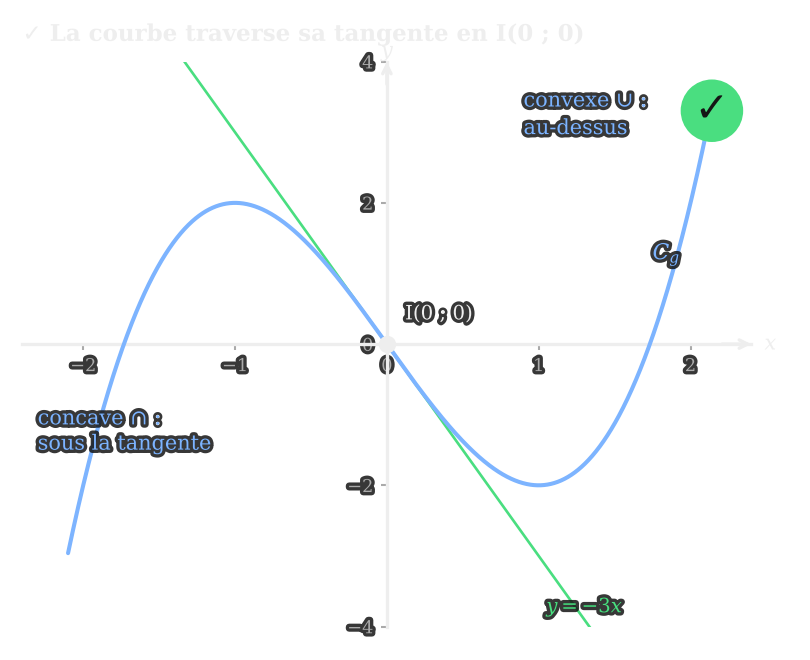 ✓ La courbe traverse sa tangente en I(0 ; 0)
y
4
convexe ∪ :
au-dessus
✓
2
C_g
I(0 ; 0)
0
x
−2
−1
0
1
2
concave ∩ :
sous la tangente
−2
y = −3x
−4